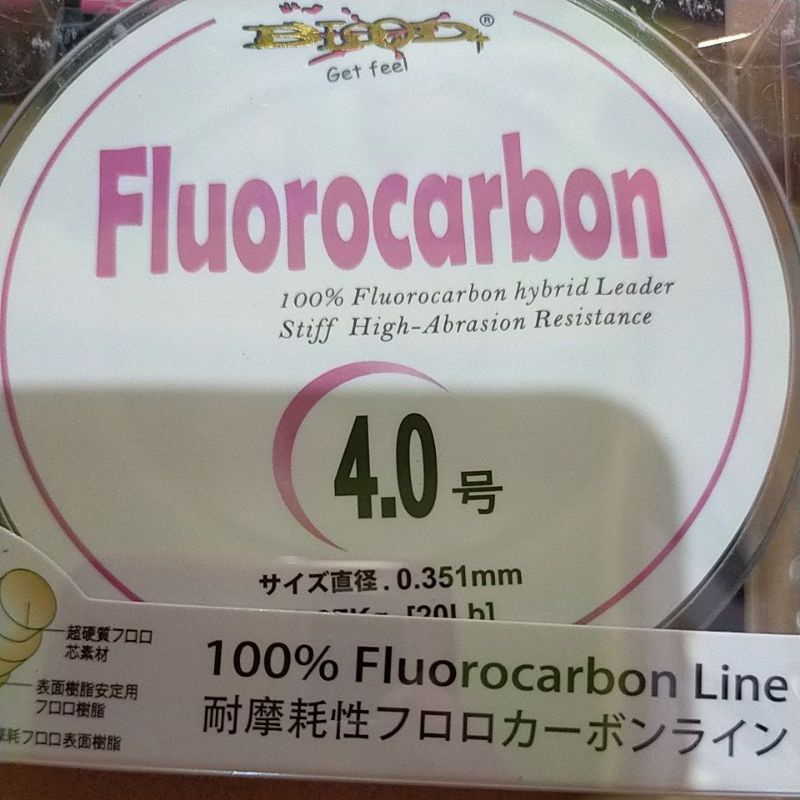 BLOOD®
Get feel
Fluorocarbon
100% Fluorocarbon hybrid Leader
Stiff High-Abrasion Resistance
4.0号
サイズ直径.0.351mm
[20Lb]
超硬質フロロ
芯素材
表面樹脂安定用
フロロ樹脂
耗フロロ表面樹脂
100% Fluorocarbon Line
耐摩耗性フロロカーボンライン